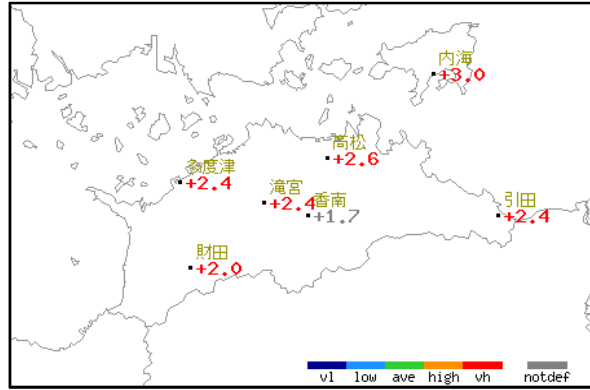 内海
+3.0
高松
+2.6
多度津
+2.4
滝宮
+2.4
香南
+1.7
引田
+2.4
財田
+2.0
vl low ave high vh notdef